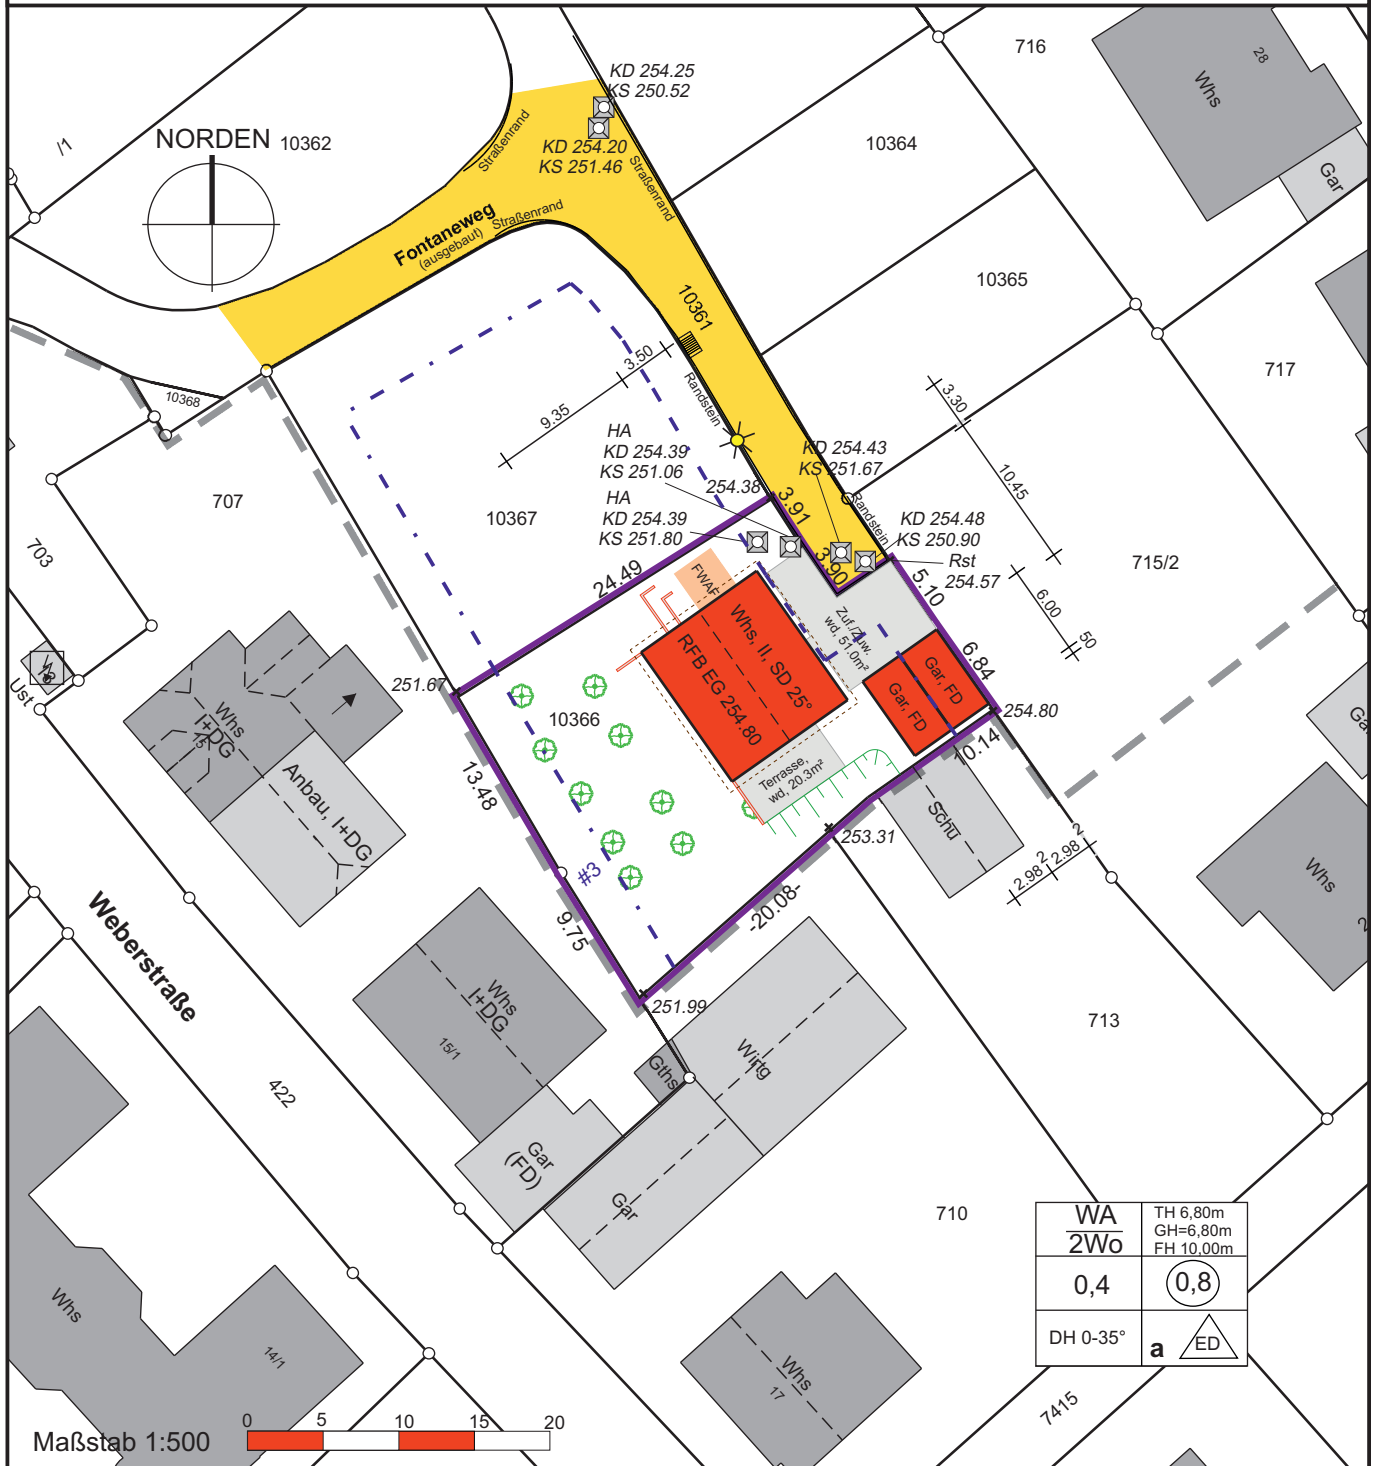 716
28
Whs
Gar
/1
NORDEN
10362
KD 254.25
KS 250.52
KD 254.20
KS 251.46
Straßenrand
Straßenrand
Straßenrand
Fontaneweg
(ausgebaut)
10364
10365
717
10361
3.50
9.35
Randstein
10368
707
703
10367
HA
KD 254.39
KS 251.06
HA
KD 254.39
KS 251.80
254.38
3.91
3.90
KD 254.43
KS 251.67
Randstein
KD 254.48
KS 250.90
Rst
254.57
3.30
10.45
6.00
50
715/2
24.49
FWAF
Whs, II, SD 25°
RFB EG 254.80
Zuf./Zuw.
wd, 51.0m²
5.10
6.84
Gar, FD
Gar, FD
254.80
10.14
251.67
10366
Terrasse,
wd, 20.3m²
Schu
253.31
2
2.98
2
2.98
Ust
Whs
I+DG
15
Anbau, I+DG
13.48
9.75
#3
-20.08-
251.99
Weberstraße
422
Whs
I+DG
15/1
Gths
Wirtg
Gar
(FD)
Gar
Whs
713
710
Whs
14/1
Whs
17
7415
WA
2Wo
TH 6,80m
GH=6,80m
FH 10,00m
0,4
0,8
DH 0-35°
a
ED
Maßstab 1:500
0
5
10
15
20